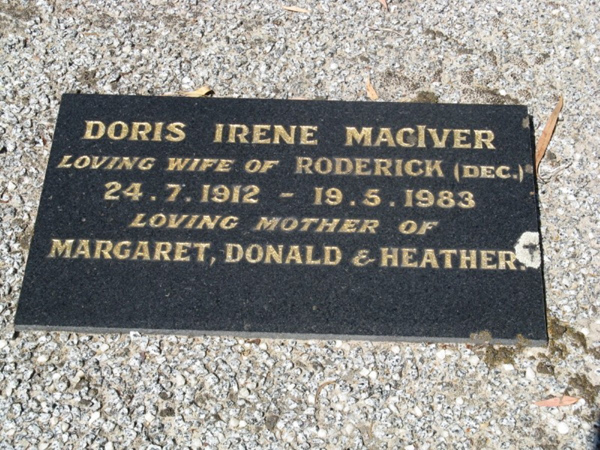 DORIS IRENE MACIVER
LOVING WIFE OF RODERICK (DEC.)
24.7.1912 - 19.5.1983
LOVING MOTHER OF
MARGARET, DONALD & HEATHER.